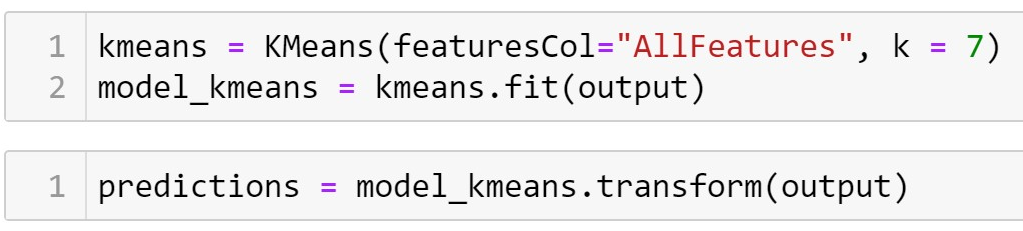 1 kmeans = KMeans(featuresCol="AllFeatures", k = 7)
2 model_kmeans = kmeans.fit(output)
1 predictions = model_kmeans.transform(output)